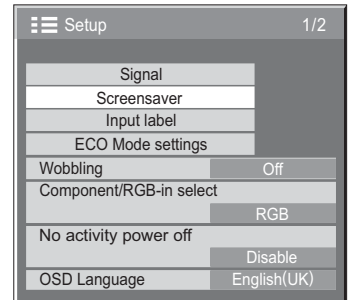 Setup 1/2
Signal
Screensaver
Input label
ECO Mode settings
Wobbling Off
Component/RGB-in select
RGB
No activity power off
Disable
OSD Language English(UK)